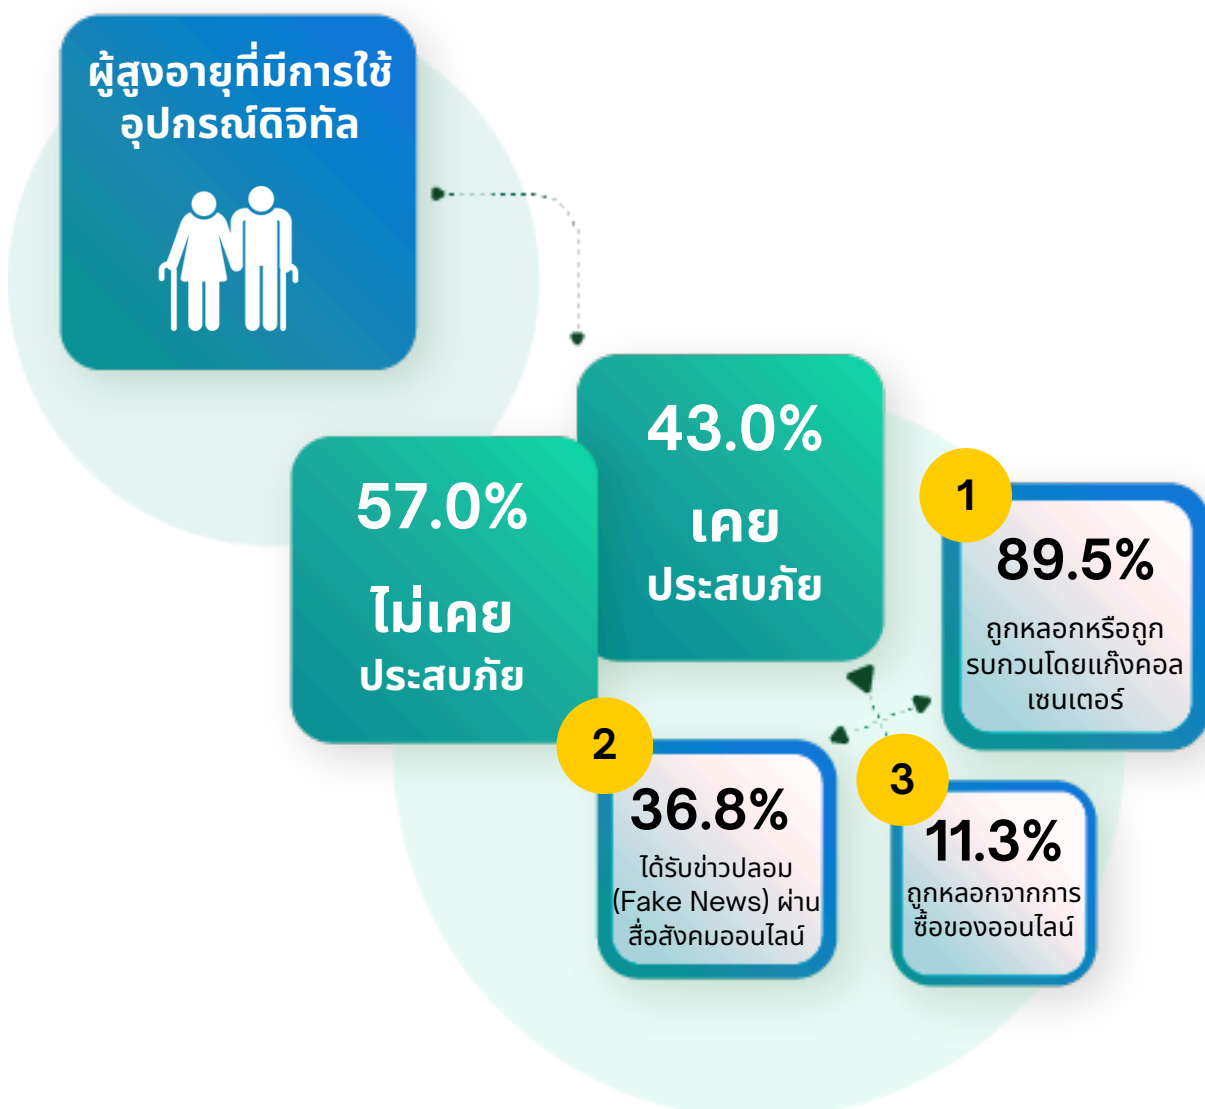 ผู้สูงอายุที่มีการใช้
อุปกรณ์ดิจิทัล
43.0%
เคย
ประสบภัย
57.0%
ไม่เคย
ประสบภัย
1
89.5%
ถูกหลอกหรือถูก
รบกวนโดยแก๊งคอล
เซนเตอร์
2
36.8%
ได้รับข่าวปลอม
(Fake News) ผ่าน
สื่อสังคมออนไลน์
3
11.3%
ถูกหลอกจากการ
ซื้อของออนไลน์